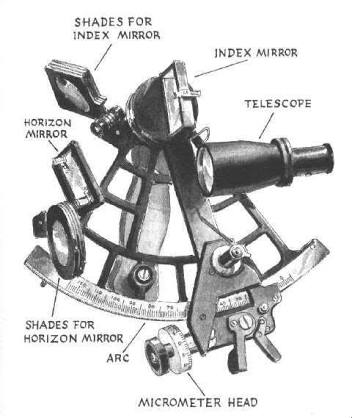 SHADES FOR
INDEX MIRROR
INDEX MIRROR
TELESCOPE
HORIZON
MIRROR
SHADES FOR
HORIZON MIRROR
ARC
MICROMETER HEAD